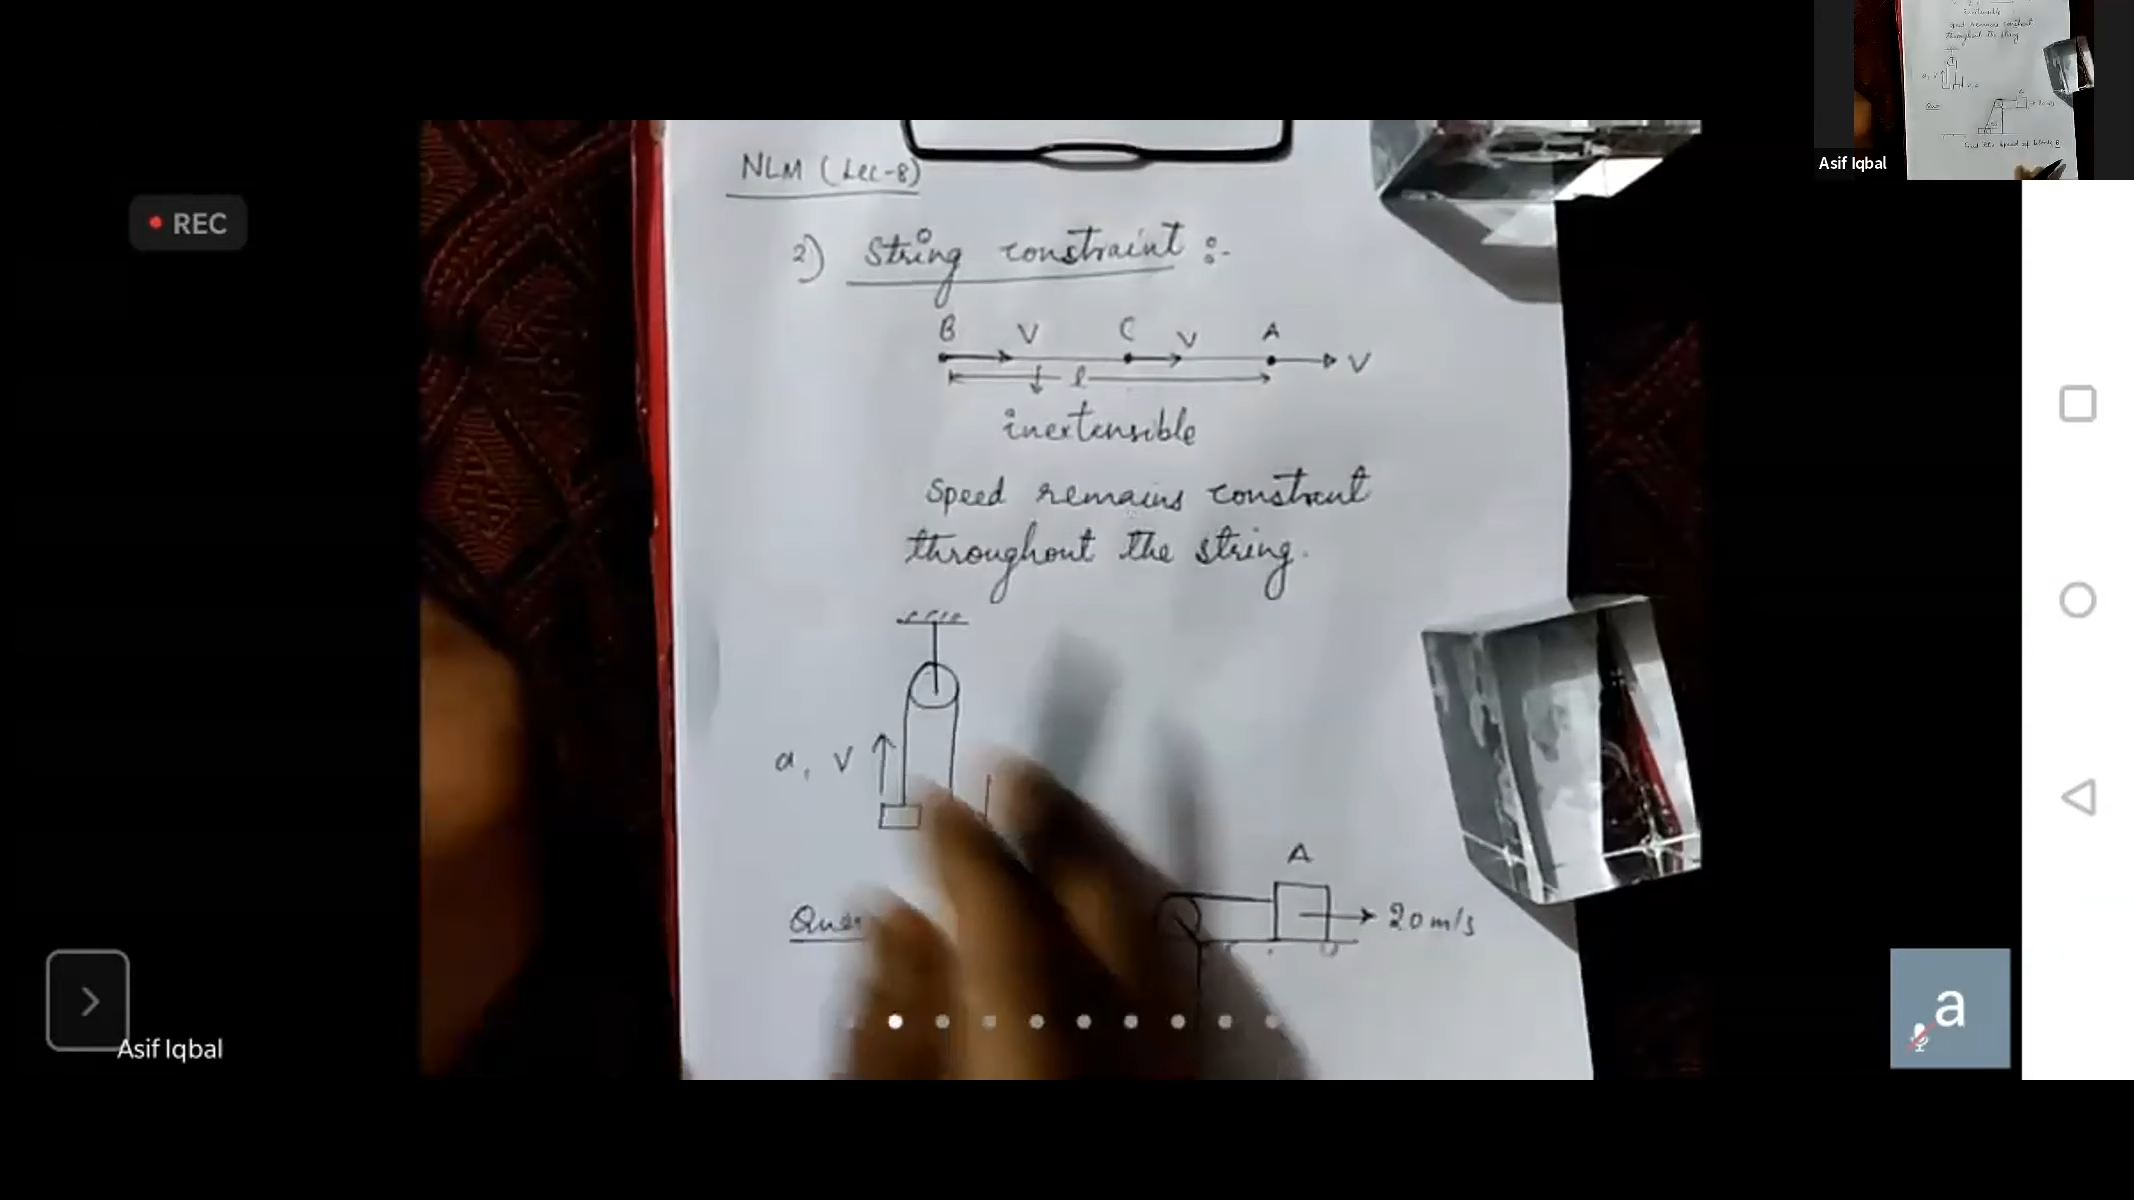 NLM (Lec-8)
2) String constraint :-
B V C V A V
l
inextensible
Speed remains constant
throughout the string.
a, V
A
20 m/s
REC
Asif Iqbal
Asif Iqbal
a